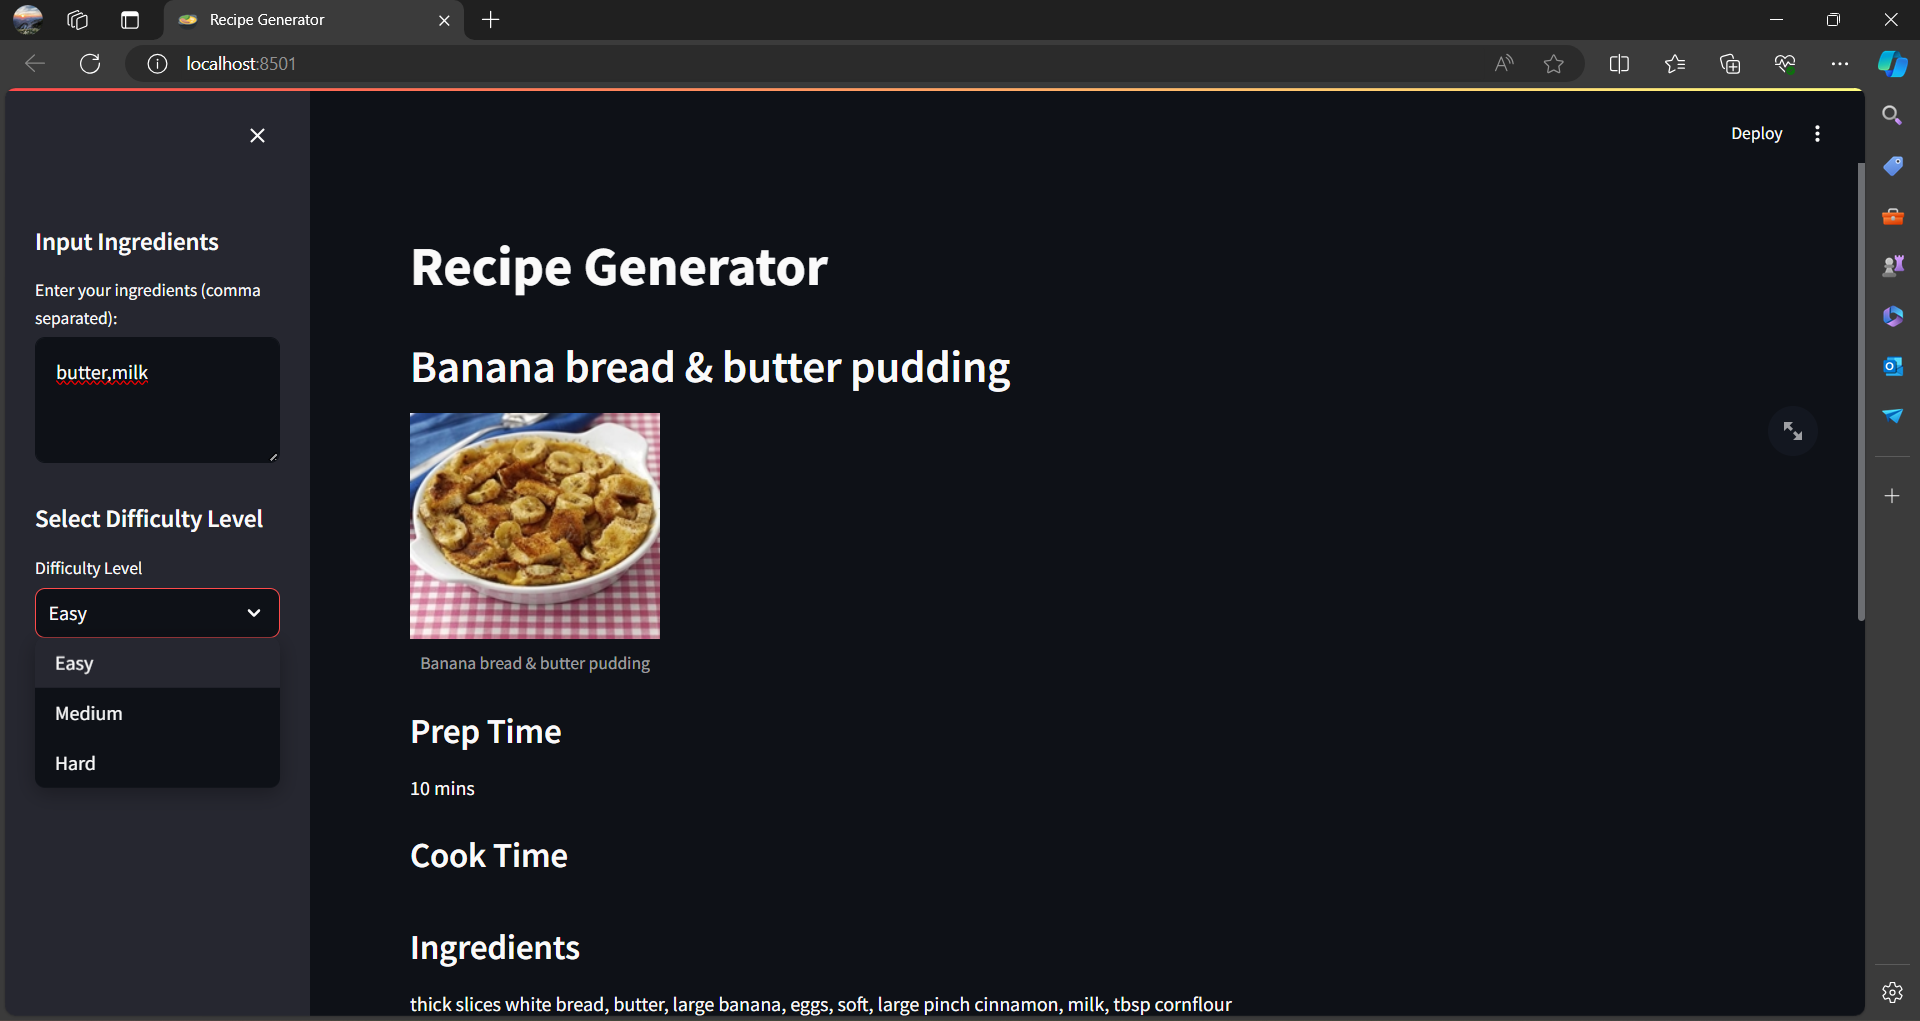 Recipe Generator
localhost:8501
Deploy
Input Ingredients
Enter your ingredients (comma
separated):
butter,milk
Select Difficulty Level
Difficulty Level
Easy
Easy
Medium
Hard
Recipe Generator
Banana bread & butter pudding
Banana bread & butter pudding
Prep Time
10 mins
Cook Time
Ingredients
thick slices white bread, butter, large banana, eggs, soft, large pinch cinnamon, milk, tbsp cornflour